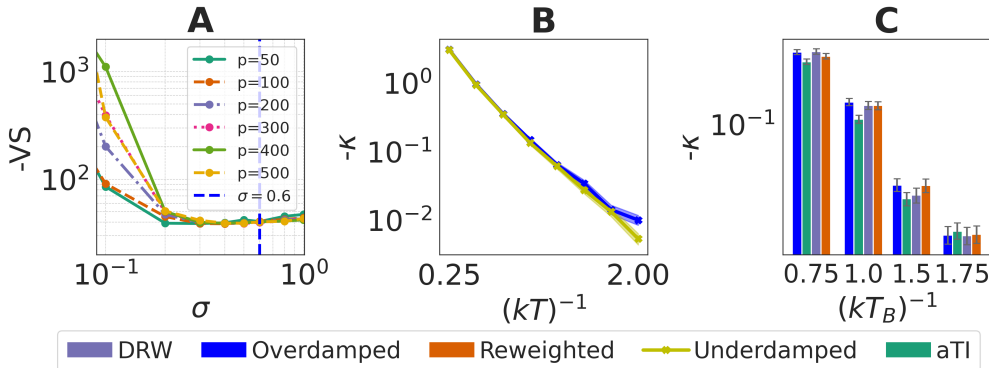 A
B
C
-VS
10³
10²
10⁻¹
10⁰
σ
p=50
p=100
p=200
p=300
p=400
p=500
σ = 0.6
-κ
10⁰
10⁻¹
10⁻²
0.25
2.00
(kT)⁻¹
-κ
10⁻¹
0.75
1.0
1.5
1.75
(kT_B)⁻¹
DRW
Overdamped
Reweighted
Underdamped
aTI